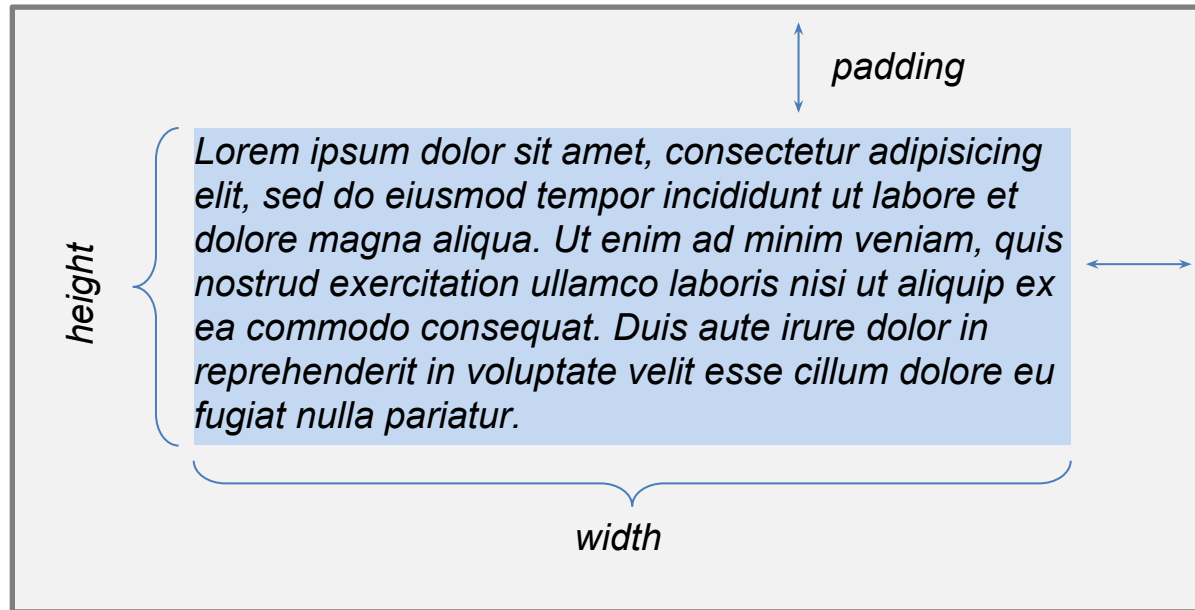 padding
Lorem ipsum dolor sit amet, consectetur adipisicing
elit, sed do eiusmod tempor incididunt ut labore et
dolore magna aliqua. Ut enim ad minim veniam, quis
nostrud exercitation ullamco laboris nisi ut aliquip ex
ea commodo consequat. Duis aute irure dolor in
reprehenderit in voluptate velit esse cillum dolore eu
fugiat nulla pariatur.
height
width